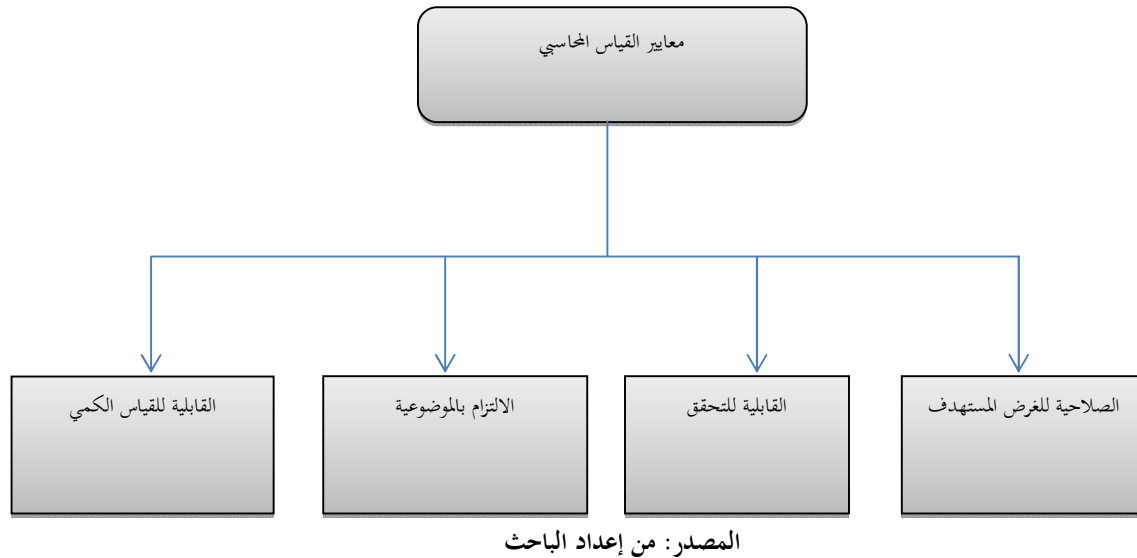 معايير القياس المحاسبي
الصلاحية للغرض المستهدف
القابلية للتحقق
الالتزام بالموضوعية
القابلية للقياس الكمي
المصدر: من إعداد الباحث